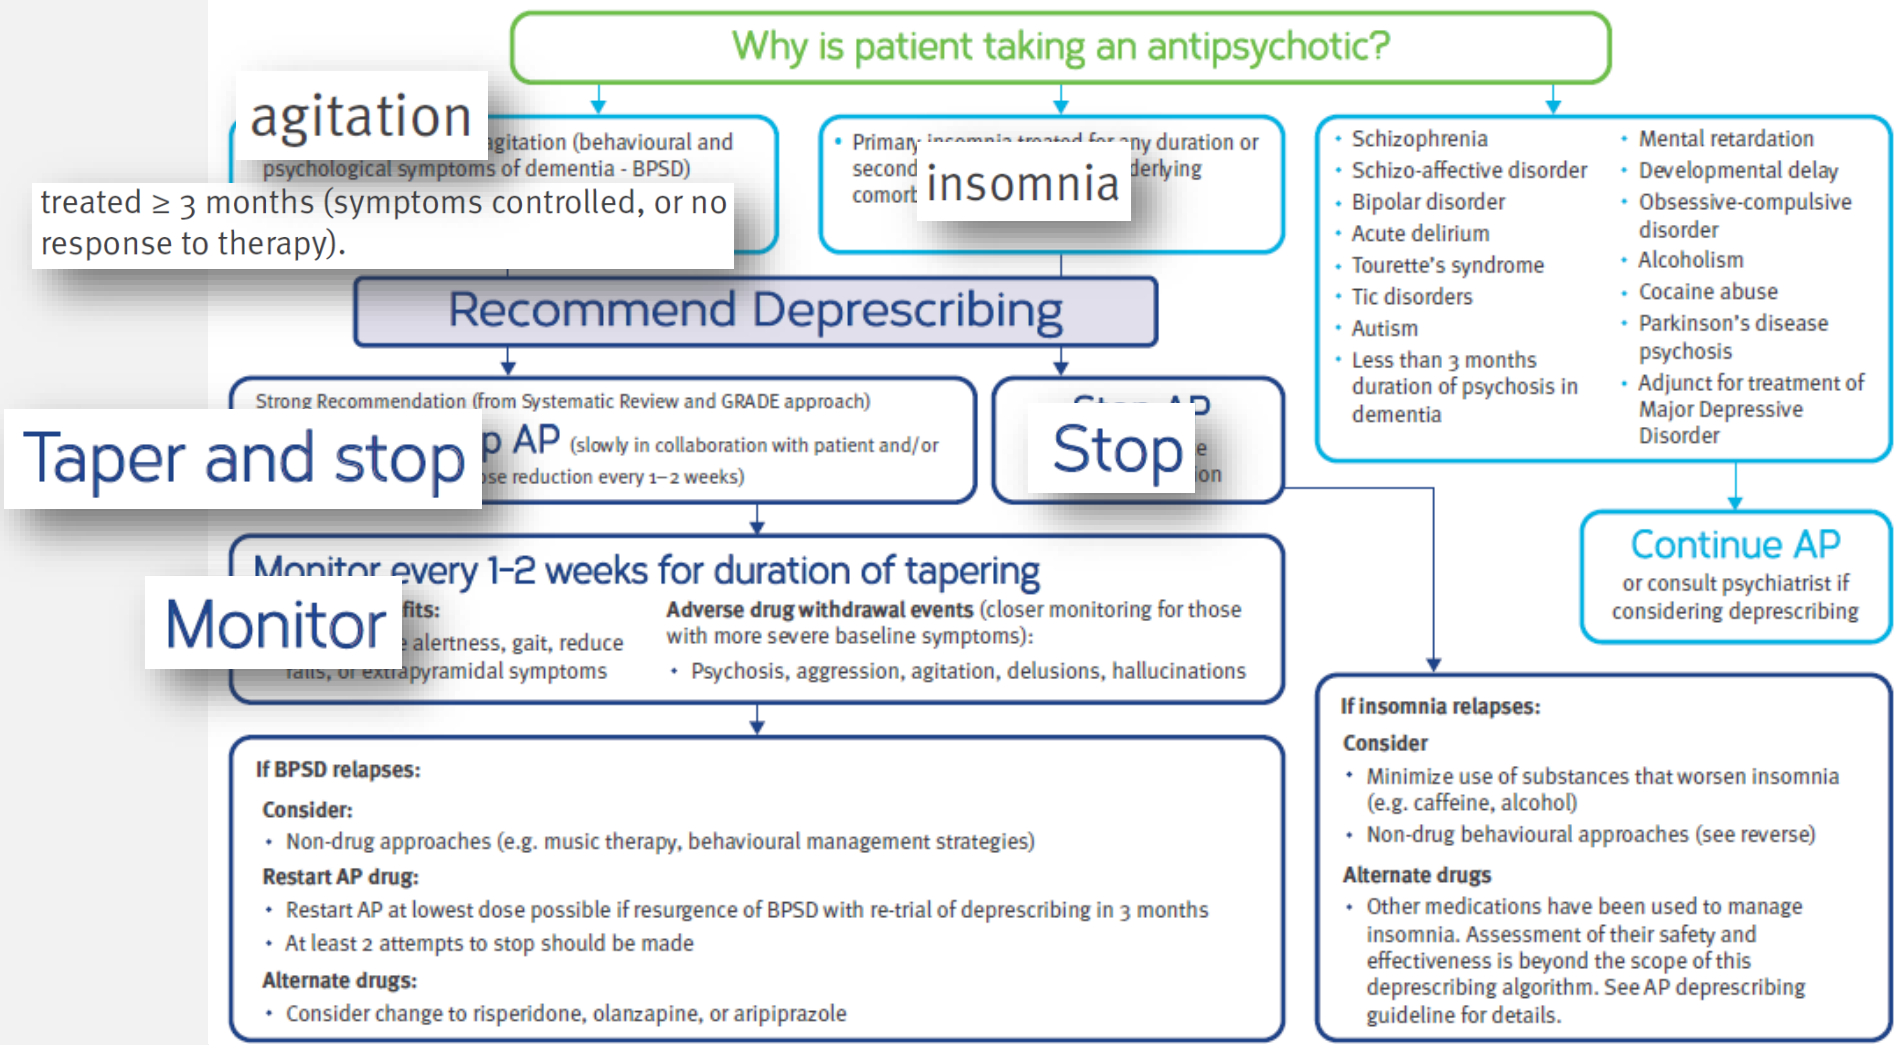 Why is patient taking an antipsychotic?
agitation
agitation (behavioural and
psychological symptoms of dementia - BPSD)
treated ≥ 3 months (symptoms controlled, or no
response to therapy).
• Primary insomnia treated for any duration or
second derlying
comorb
insomnia
• Schizophrenia
• Schizo-affective disorder
• Bipolar disorder
• Acute delirium
• Tourette's syndrome
• Tic disorders
• Autism
• Less than 3 months
duration of psychosis in
dementia
• Mental retardation
• Developmental delay
• Obsessive-compulsive
disorder
• Alcoholism
• Cocaine abuse
• Parkinson's disease
psychosis
• Adjunct for treatment of
Major Depressive
Disorder
Recommend Deprescribing
Strong Recommendation (from Systematic Review and GRADE approach)
Taper and stop
p AP (slowly in collaboration with patient and/or
ose reduction every 1–2 weeks)
Stop AP
Stop
e
ion
Continue AP
or consult psychiatrist if
considering deprescribing
Monitor every 1-2 weeks for duration of tapering
Monitor
fits:
e alertness, gait, reduce
falls, or extrapyramidal symptoms
Adverse drug withdrawal events (closer monitoring for those
with more severe baseline symptoms):
• Psychosis, aggression, agitation, delusions, hallucinations
If BPSD relapses:
Consider:
• Non-drug approaches (e.g. music therapy, behavioural management strategies)
Restart AP drug:
• Restart AP at lowest dose possible if resurgence of BPSD with re-trial of deprescribing in 3 months
• At least 2 attempts to stop should be made
Alternate drugs:
• Consider change to risperidone, olanzapine, or aripiprazole
If insomnia relapses:
Consider
• Minimize use of substances that worsen insomnia
(e.g. caffeine, alcohol)
• Non-drug behavioural approaches (see reverse)
Alternate drugs
• Other medications have been used to manage
insomnia. Assessment of their safety and
effectiveness is beyond the scope of this
deprescribing algorithm. See AP deprescribing
guideline for details.